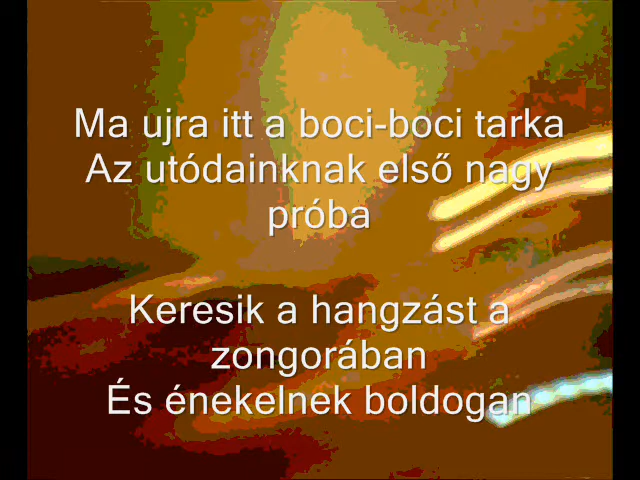 Ma ujra itt a boci-boci tarka
Az utódainknak első nagy
próba
Keresik a hangzást a
zongorában
És énekelnek boldogan